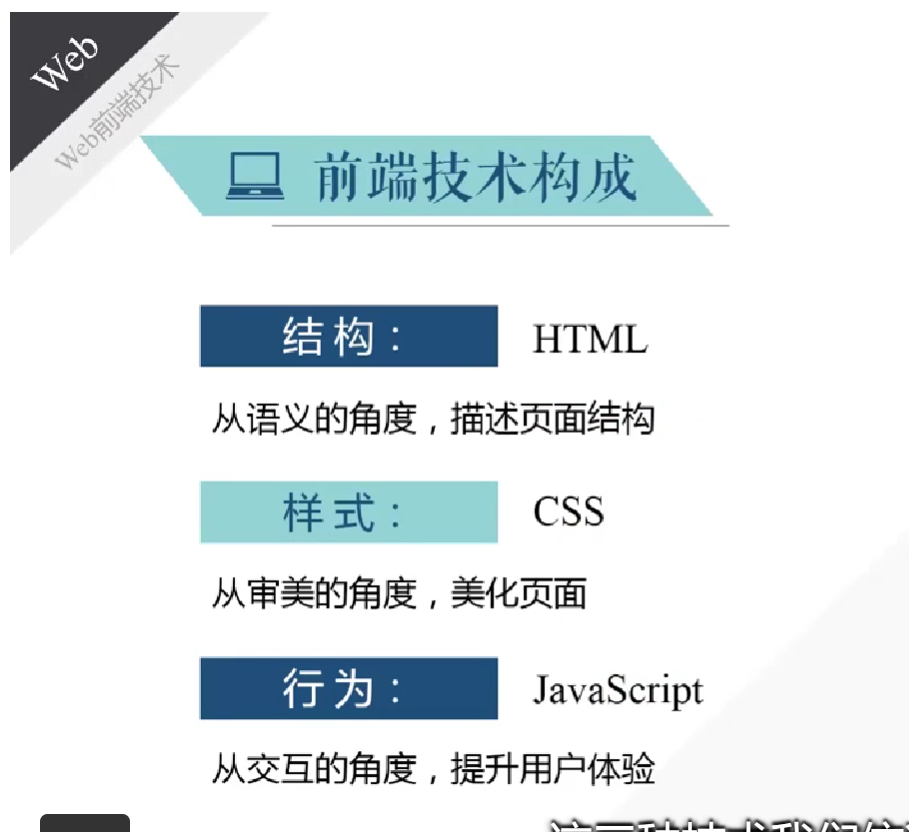 Web
Web前端技术
前端技术构成
结构： HTML
从语义的角度，描述页面结构
样式： CSS
从审美的角度，美化页面
行为： JavaScript
从交互的角度，提升用户体验